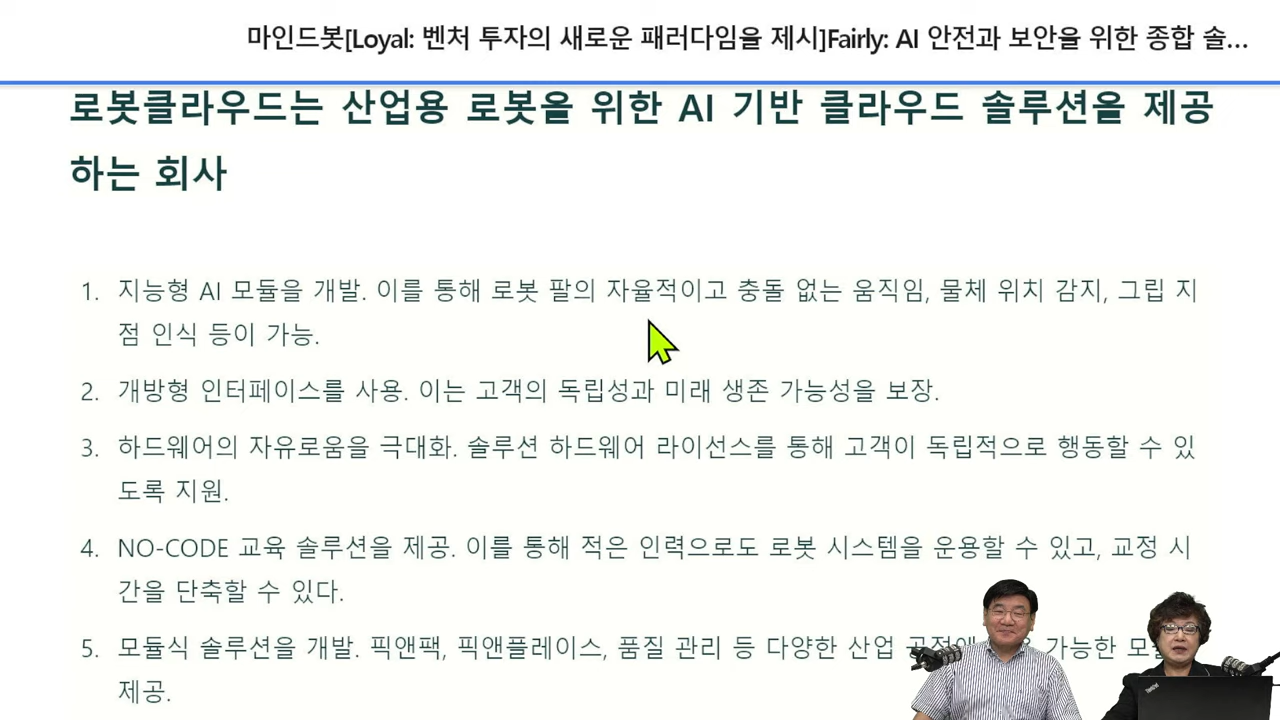 마인드봇[Loyal: 벤처 투자의 새로운 패러다임을 제시]Fairly: AI 안전과 보안을 위한 종합 솔...
로봇클라우드는 산업용 로봇을 위한 AI 기반 클라우드 솔루션을 제공
하는 회사
1. 지능형 AI 모듈을 개발. 이를 통해 로봇 팔의 자율적이고 충돌 없는 움직임, 물체 위치 감지, 그립 지
점 인식 등이 가능.
2. 개방형 인터페이스를 사용. 이는 고객의 독립성과 미래 생존 가능성을 보장.
3. 하드웨어의 자유로움을 극대화. 솔루션 하드웨어 라이선스를 통해 고객이 독립적으로 행동할 수 있
도록 지원.
4. NO-CODE 교육 솔루션을 제공. 이를 통해 적은 인력으로도 로봇 시스템을 운용할 수 있고, 교정 시
간을 단축할 수 있다.
5. 모듈식 솔루션을 개발. 픽앤팩, 픽앤플레이스, 품질 관리 등 다양한 산업 가능한
제공.
ThinkPad